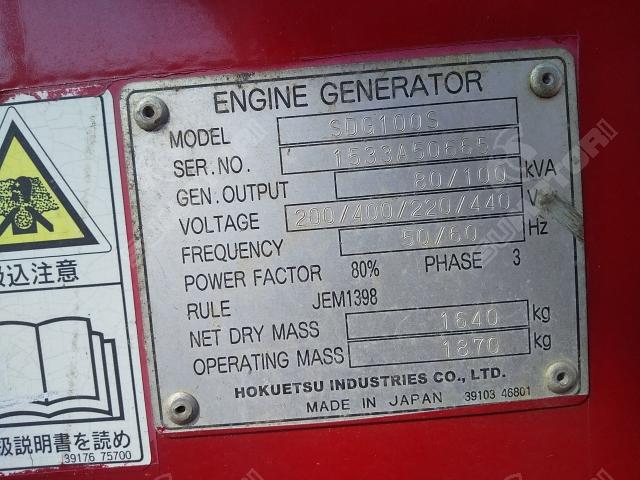 ENGINE GENERATOR
MODEL SDG100S
SER.NO. 1533A50665
GEN.OUTPUT 80/100 kVA
VOLTAGE 200/400/220/440 V
FREQUENCY 50/60 Hz
POWER FACTOR 80% PHASE 3
RULE JEM1398
NET DRY MASS 1640 kg
OPERATING MASS 1870 kg
HOKUETSU INDUSTRIES CO., LTD.
MADE IN JAPAN 39103 46801
込注意
扱説明書を読め
39176 75700